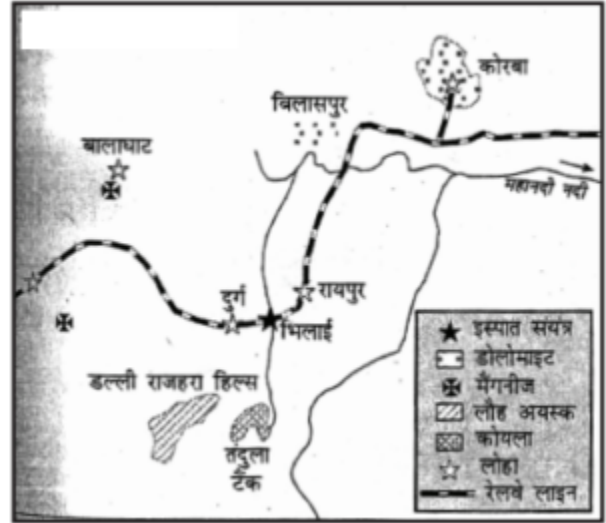 कोरबा
बिलासपुर
बालाघाट
महानदी नदी
दुर्ग
रायपुर
भिलाई
डल्ली राजहरा हिल्स
तंदुला
टैंक
इस्पात संयंत्र
डोलोमाइट
मैंगनीज
लौह अयस्क
कोयला
लोहा
रेलवे लाइन